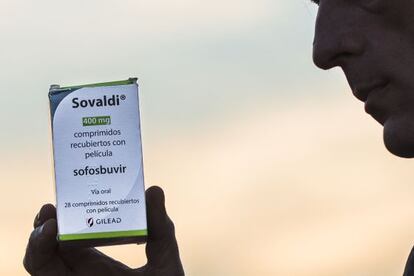 Sovaldi®
400 mg
comprimidos
recubiertos con
película
sofosbuvir
Vía oral
28 comprimidos recubiertos
con película
GILEAD